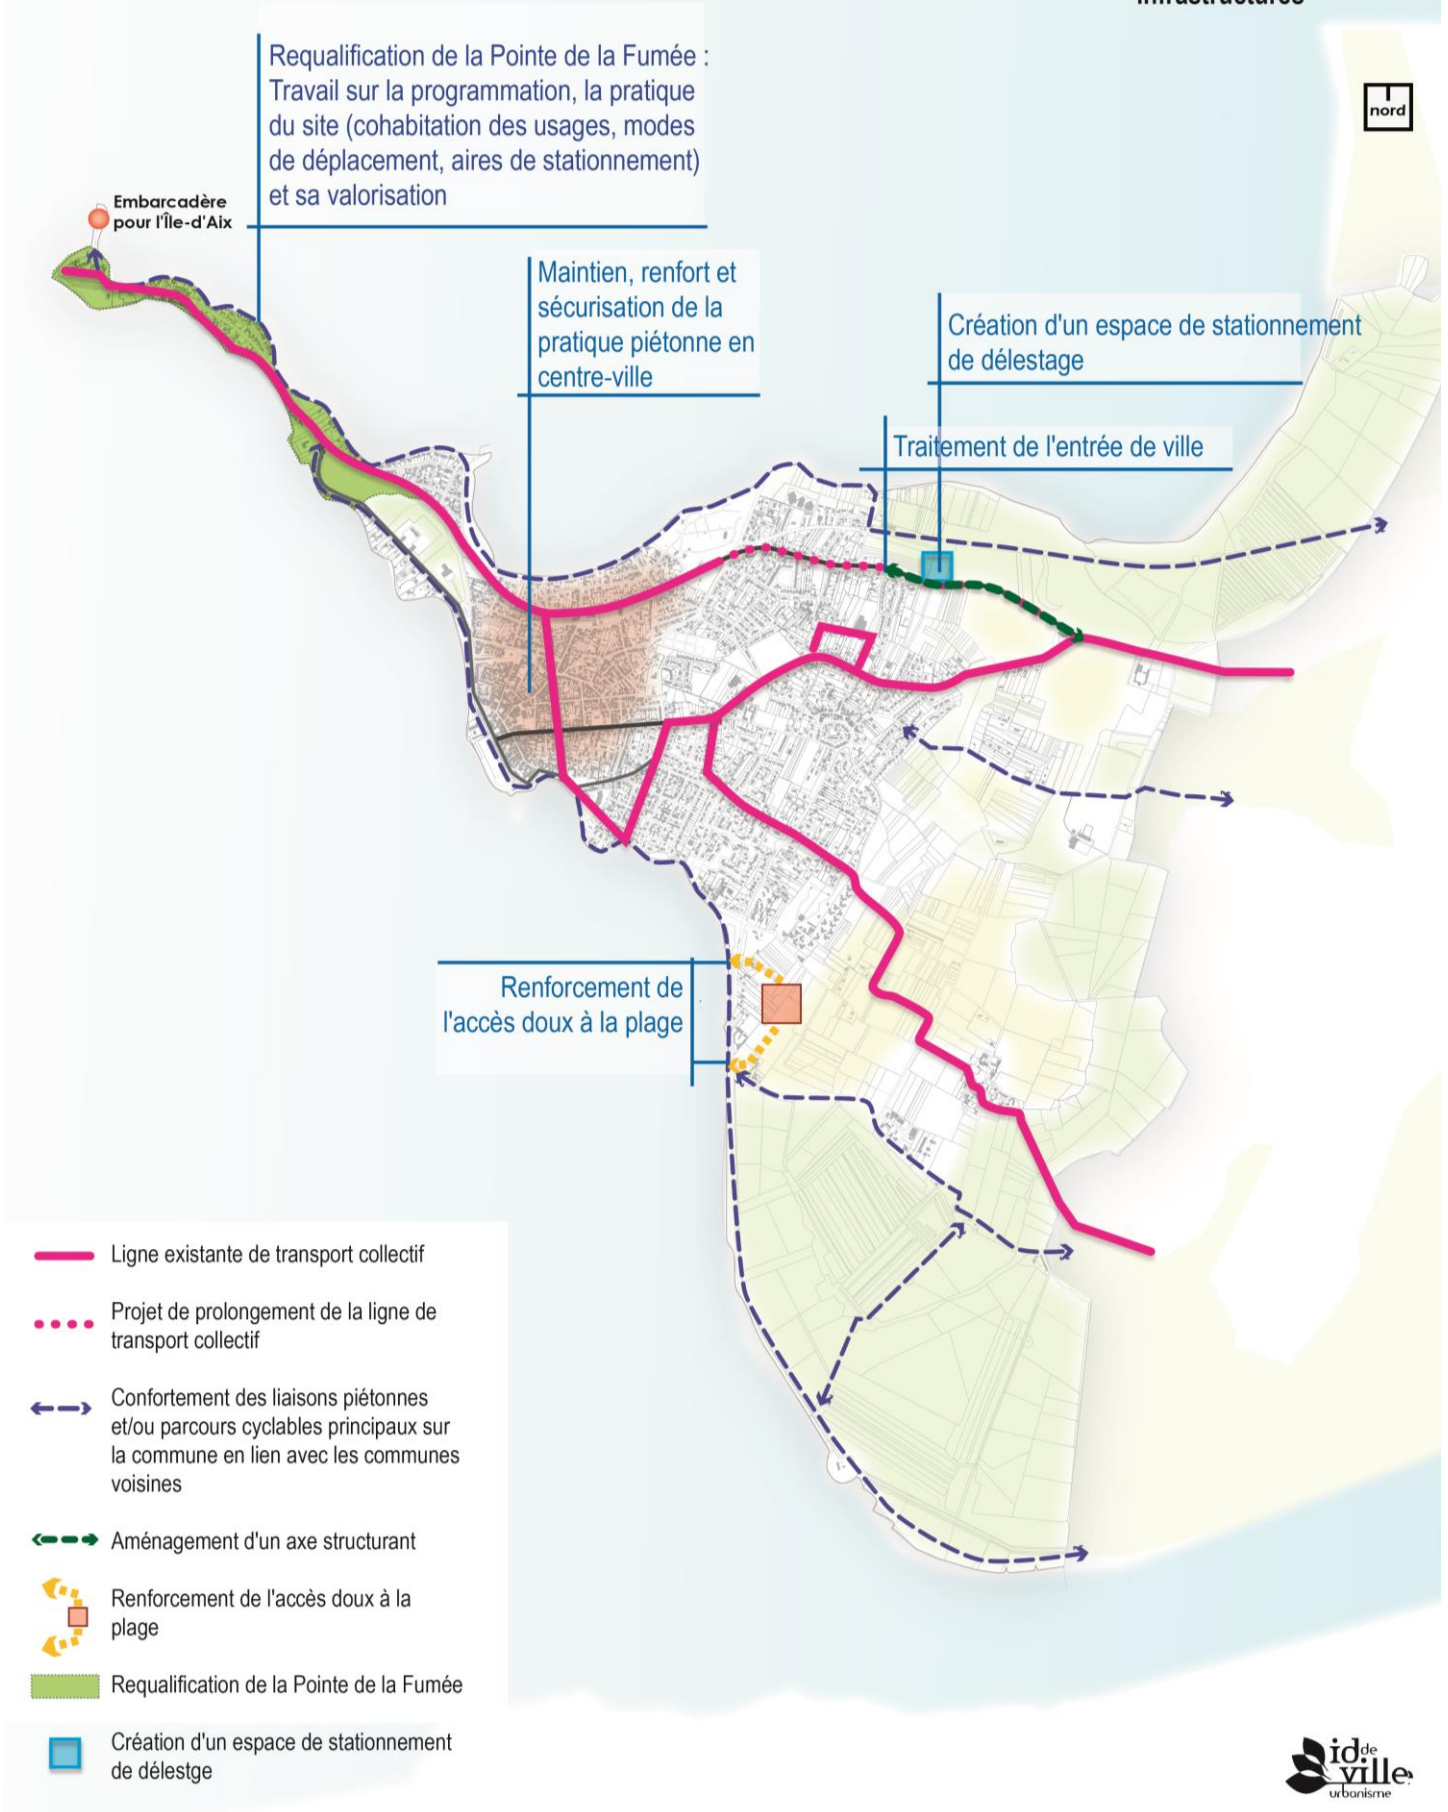 infrastructures
nord
Requalification de la Pointe de la Fumée :
Travail sur la programmation, la pratique
du site (cohabitation des usages, modes
de déplacement, aires de stationnement)
et sa valorisation
Embarcadère
pour l'Île-d'Aix
Maintien, renfort et
sécurisation de la
pratique piétonne en
centre-ville
Création d'un espace de stationnement
de délestage
Traitement de l'entrée de ville
Renforcement de
l'accès doux à la plage
Ligne existante de transport collectif
Projet de prolongement de la ligne de
transport collectif
Confortement des liaisons piétonnes
et/ou parcours cyclables principaux sur
la commune en lien avec les communes
voisines
Aménagement d'un axe structurant
Renforcement de l'accès doux à la
plage
Requalification de la Pointe de la Fumée
Création d'un espace de stationnement
de délestge
id de
ville
urbanisme